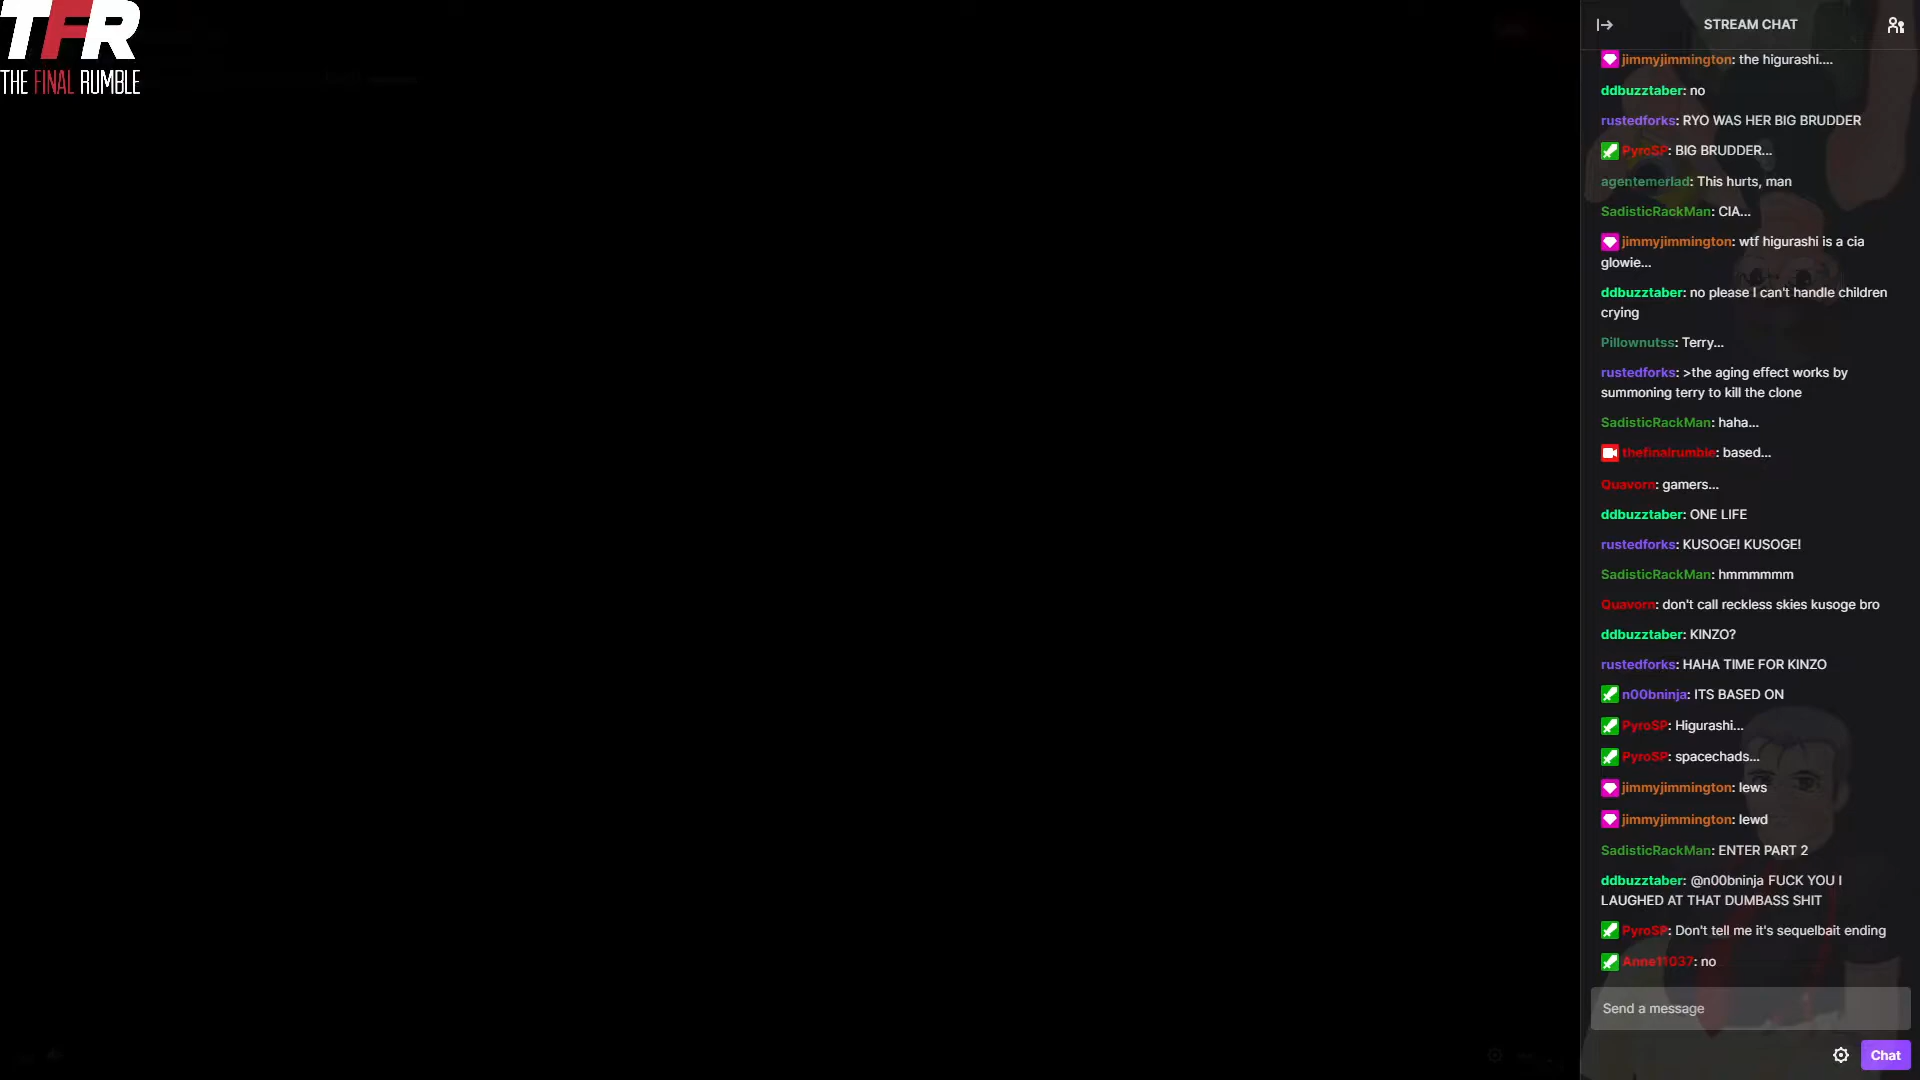 TFR
THE FINAL RUMBLE
STREAM CHAT
jimmyjimmington: the higurashi....
ddbuzztaber: no
rustedforks: RYO WAS HER BIG BRUDDER
PyroSP: BIG BRUDDER...
agentemerlad: This hurts, man
SadisticRackMan: CIA...
jimmyjimmington: wtf higurashi is a cia
glowie...
ddbuzztaber: no please I can't handle children
crying
Pillownutss: Terry...
rustedforks: >the aging effect works by
summoning terry to kill the clone
SadisticRackMan: haha...
thefinalrumble: based...
Quavorn: gamers...
ddbuzztaber: ONE LIFE
rustedforks: KUSOGE! KUSOGE!
SadisticRackMan: hmmmmmm
Quavorn: don't call reckless skies kusoge bro
ddbuzztaber: KINZO?
rustedforks: HAHA TIME FOR KINZO
n00bninja: ITS BASED ON
PyroSP: Higurashi...
PyroSP: spacechads...
jimmyjimmington: lews
jimmyjimmington: lewd
SadisticRackMan: ENTER PART 2
ddbuzztaber: @n00bninja FUCK YOU I
LAUGHED AT THAT DUMBASS SHIT
PyroSP: Don't tell me it's sequelbait ending
Anne11037: no
Send a message
Chat